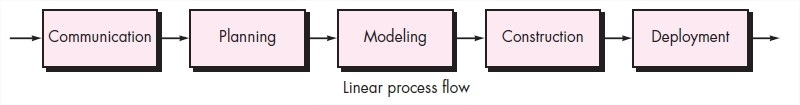 Communication Planning Modeling Construction Deployment
Linear process flow